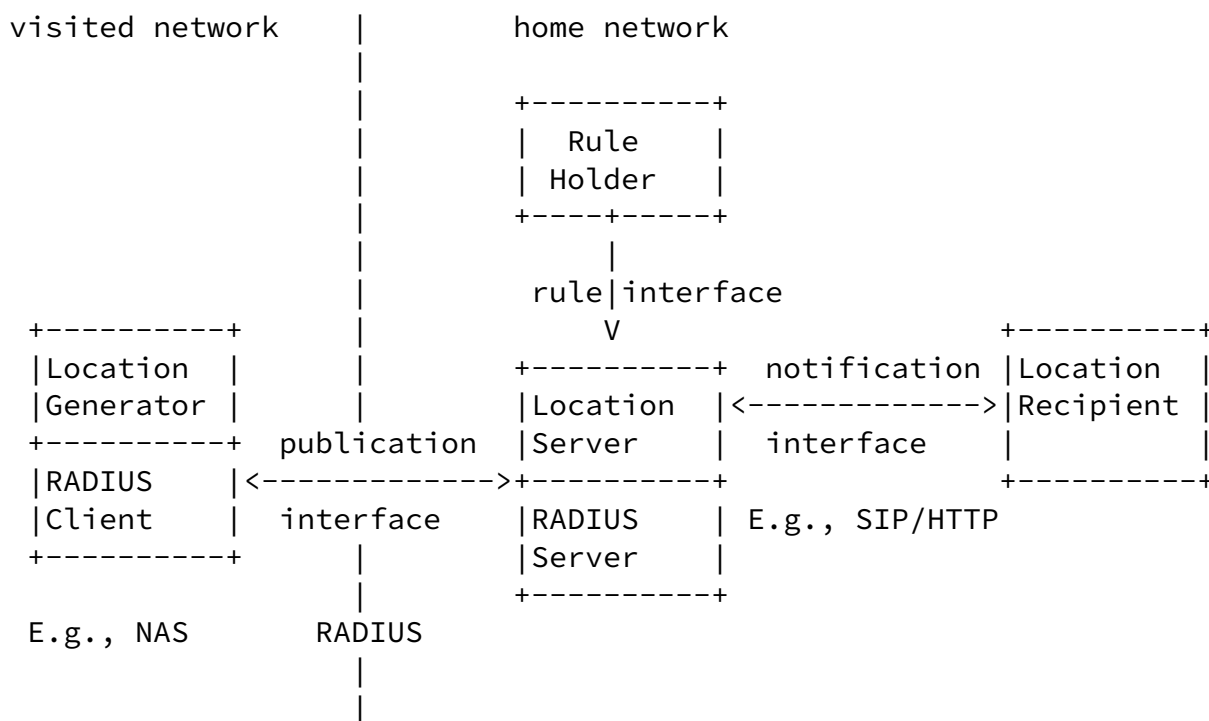 visited network | home network
|
| +----------+
| | Rule |
| | Holder |
| +----+-----+
| |
| rule|interface
+----------+ | V +----------+
|Location | | +----------+ notification |Location |
|Generator | | |Location |<------------->|Recipient |
+----------+ publication |Server | interface | |
|RADIUS |<------------->+----------+ +----------+
|Client | interface |RADIUS | E.g., SIP/HTTP
+----------+ | |Server |
| +----------+
E.g., NAS RADIUS
|
|